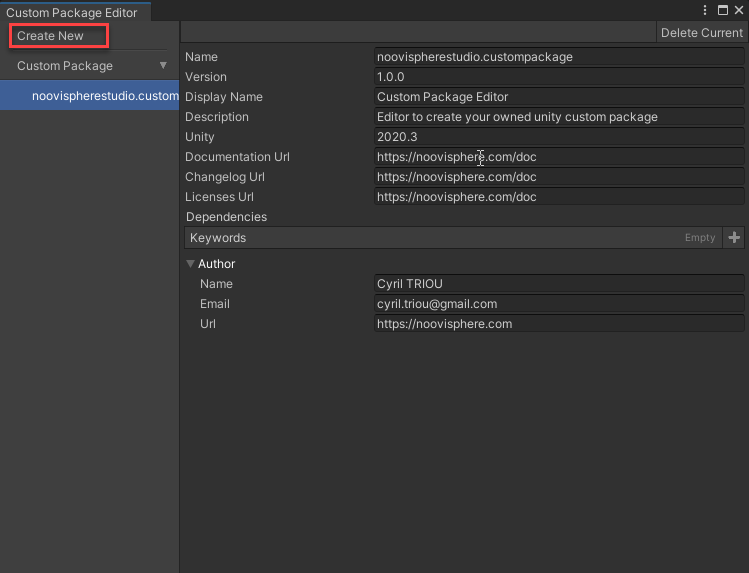 Custom Package Editor
Create New
Delete Current
Custom Package
noovispherestudio.custom
Name noovispherestudio.custompackage
Version 1.0.0
Display Name Custom Package Editor
Description Editor to create your owned unity custom package
Unity 2020.3
Documentation Url https://noovisphere.com/doc
Changelog Url https://noovisphere.com/doc
Licenses Url https://noovisphere.com/doc
Dependencies
Keywords Empty
Author
Name Cyril TRIOU
Email cyril.triou@gmail.com
Url https://noovisphere.com